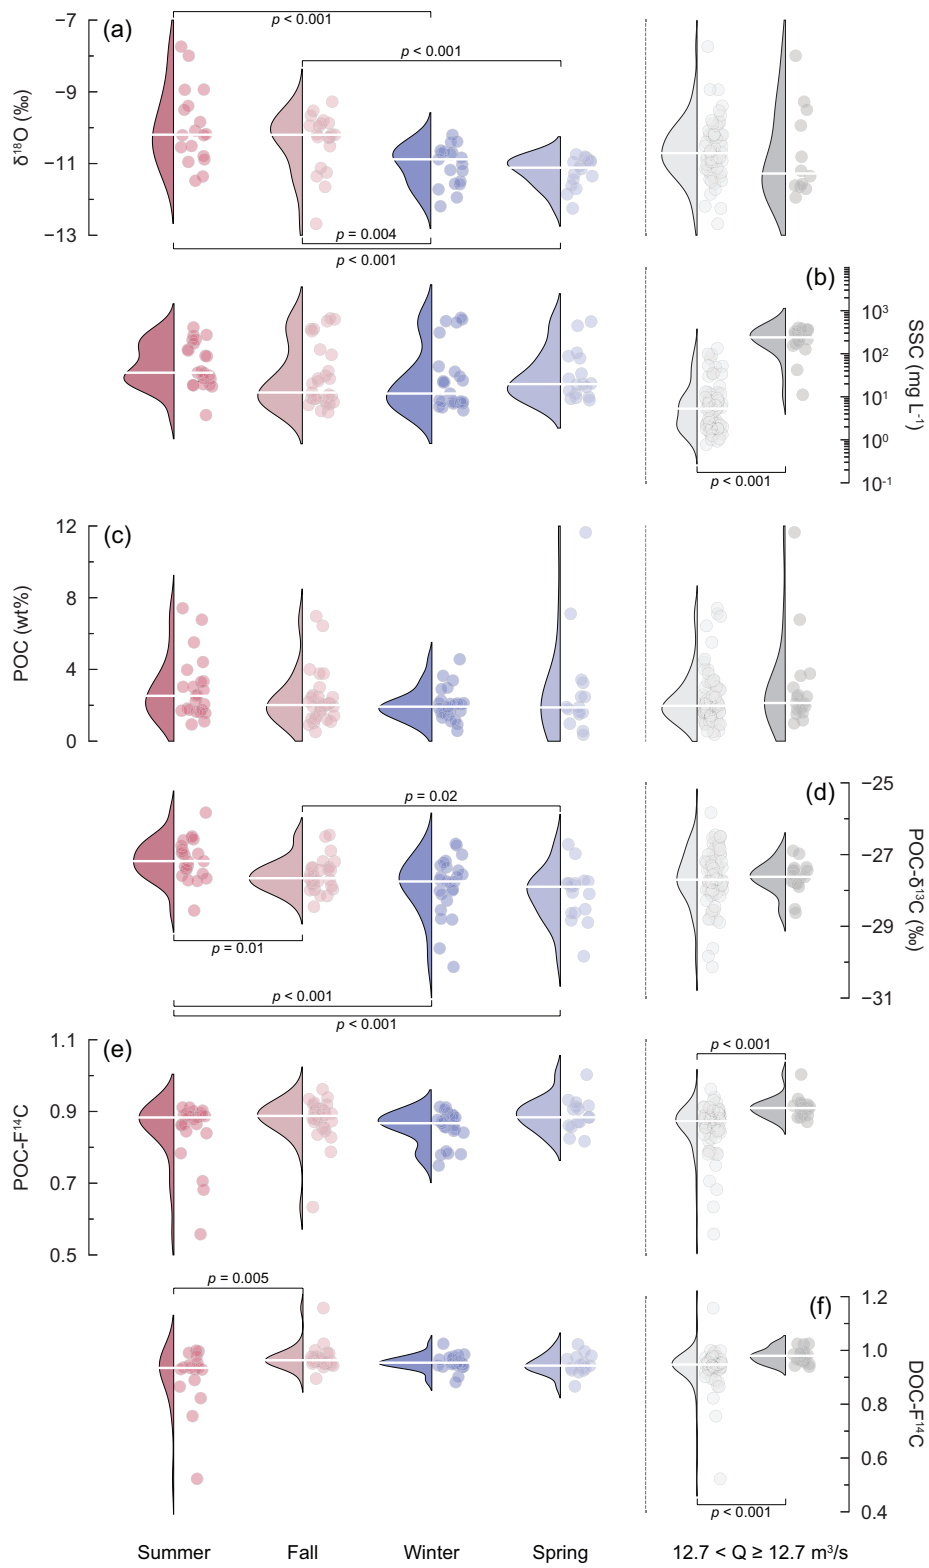 (a)
δ¹⁸O (‰)
−7
−9
−11
−13
p < 0.001
p < 0.001
p = 0.004
p < 0.001
(b)
SSC (mg L⁻¹)
10³
10²
10¹
10⁰
10⁻¹
p < 0.001
(c)
POC (wt%)
12
8
4
0
(d)
POC-δ¹³C (‰)
−25
−27
−29
−31
p = 0.02
p = 0.01
p < 0.001
p < 0.001
(e)
POC-F¹⁴C
1.1
0.9
0.7
0.5
p < 0.001
(f)
DOC-F¹⁴C
1.2
1.0
0.8
0.6
0.4
p = 0.005
p < 0.001
Summer
Fall
Winter
Spring
12.7 < Q ≥ 12.7 m³/s